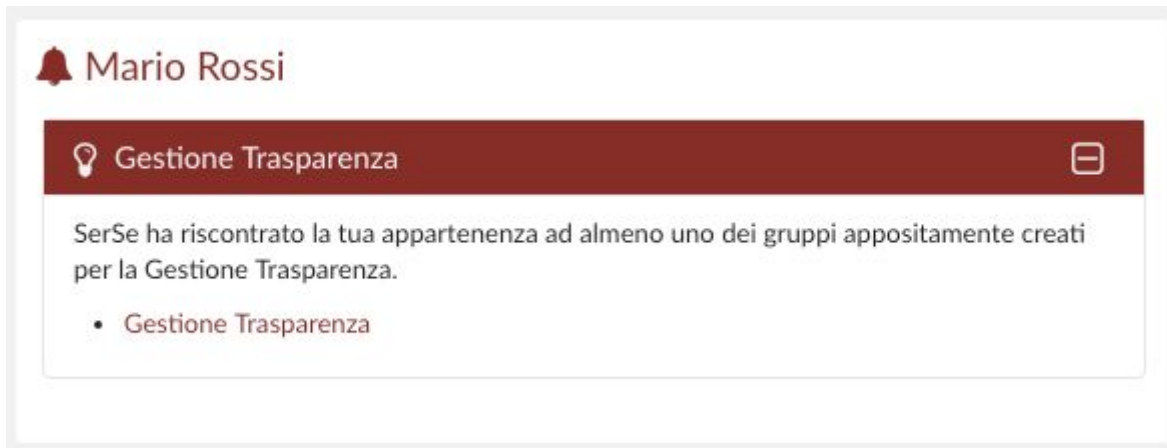 Mario Rossi
Gestione Trasparenza
SerSe ha riscontrato la tua appartenenza ad almeno uno dei gruppi appositamente creati
per la Gestione Trasparenza.
• Gestione Trasparenza